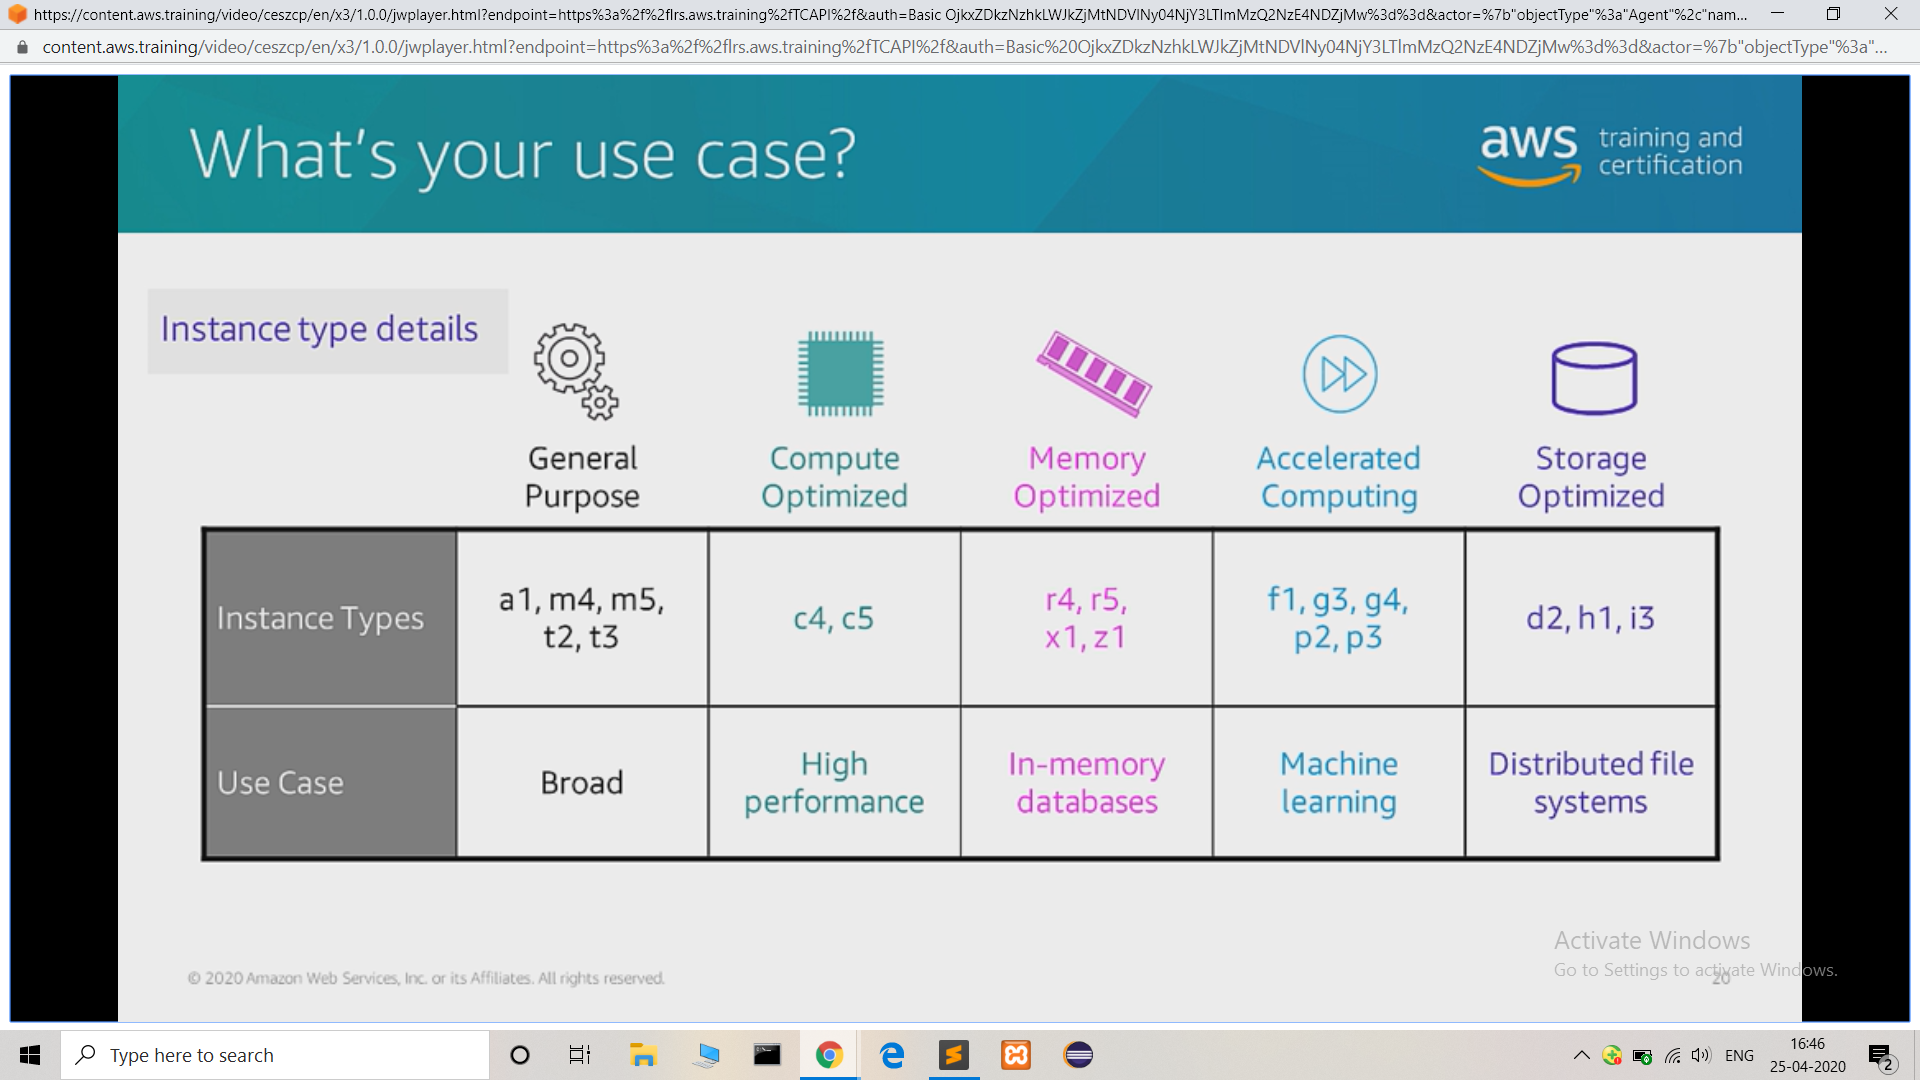 https://content.aws.training/video/ceszcp/en/x3/1.0.0/jwplayer.html?endpoint=https%3a%2f%2flrs.aws.training%2fTCAPI%2f&auth=Basic OjkxZDkzNzhkLWJkZjMtNDVlNy04NjY3LTlmMzQ2NzE4NDZjMw%3d%3d&actor=%7b"objectType"%3a"Agent"%2c"nam...
content.aws.training/video/ceszcp/en/x3/1.0.0/jwplayer.html?endpoint=https%3a%2f%2flrs.aws.training%2fTCAPI%2f&auth=Basic%20OjkxZDkzNzhkLWJkZjMtNDVlNy04NjY3LTlmMzQ2NzE4NDZjMw%3d%3d&actor=%7b"objectType"%3a"...
What's your use case?
aws training and
certification
Instance type details
General
Purpose
Compute
Optimized
Memory
Optimized
Accelerated
Computing
Storage
Optimized
Instance Types
a1, m4, m5,
t2, t3
c4, c5
r4, r5,
x1, z1
f1, g3, g4,
p2, p3
d2, h1, i3
Use Case
Broad
High
performance
In-memory
databases
Machine
learning
Distributed file
systems
Activate Windows
Go to Settings to activate Windows.
© 2020 Amazon Web Services, Inc. or its Affiliates. All rights reserved.
20
Type here to search
ENG
16:46
25-04-2020
2